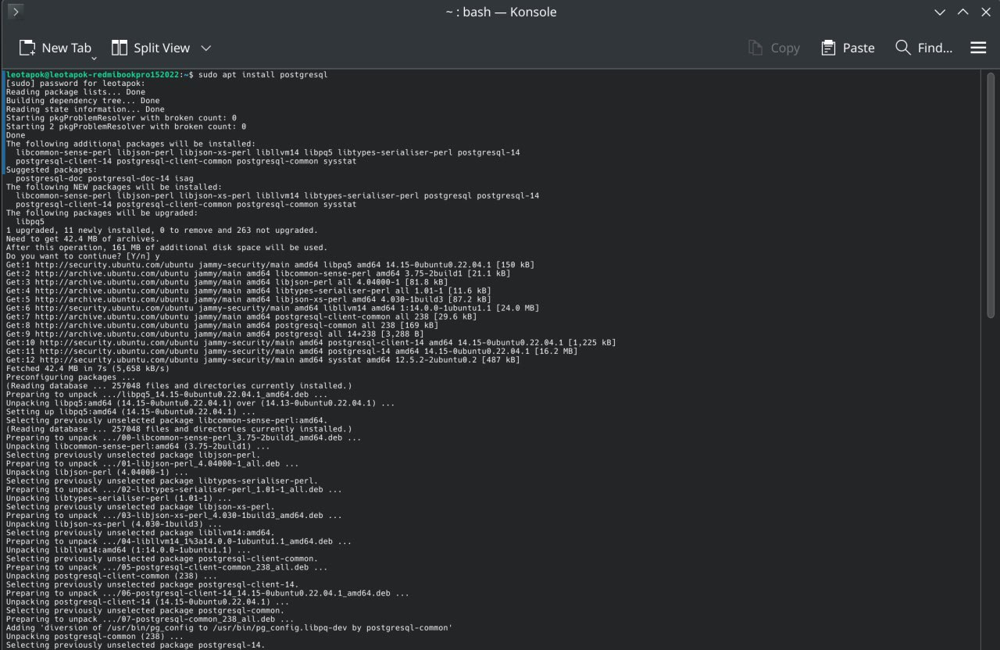 ~ : bash — Konsole
New Tab
Split View
Copy
Paste
Find...
leotapok@leotapok-redmibookpro152022:~$ sudo apt install postgresql
[sudo] password for leotapok:
Reading package lists... Done
Building dependency tree... Done
Reading state information... Done
Starting pkgProblemResolver with broken count: 0
Starting 2 pkgProblemResolver with broken count: 0
Done
The following additional packages will be installed:
  libcommon-sense-perl libjson-perl libjson-xs-perl libllvm14 libpq5 libtypes-serialiser-perl postgresql-14
  postgresql-client-14 postgresql-client-common postgresql-common sysstat
Suggested packages:
  postgresql-doc postgresql-doc-14 isag
The following NEW packages will be installed:
  libcommon-sense-perl libjson-perl libjson-xs-perl libllvm14 libtypes-serialiser-perl postgresql postgresql-14
  postgresql-client-14 postgresql-client-common postgresql-common sysstat
The following packages will be upgraded:
  libpq5
1 upgraded, 11 newly installed, 0 to remove and 263 not upgraded.
Need to get 42.4 MB of archives.
After this operation, 161 MB of additional disk space will be used.
Do you want to continue? [Y/n] y
Get:1 http://security.ubuntu.com/ubuntu jammy-security/main amd64 libpq5 amd64 14.15-0ubuntu0.22.04.1 [150 kB]
Get:2 http://archive.ubuntu.com/ubuntu jammy/main amd64 libcommon-sense-perl amd64 3.75-2build1 [21.1 kB]
Get:3 http://archive.ubuntu.com/ubuntu jammy/main amd64 libjson-perl all 4.04000-1 [81.8 kB]
Get:4 http://archive.ubuntu.com/ubuntu jammy/main amd64 libtypes-serialiser-perl all 1.01-1 [11.6 kB]
Get:5 http://archive.ubuntu.com/ubuntu jammy/main amd64 libjson-xs-perl amd64 4.030-1build3 [87.2 kB]
Get:6 http://security.ubuntu.com/ubuntu jammy-security/main amd64 libllvm14 amd64 1:14.0.0-1ubuntu1.1 [24.0 MB]
Get:7 http://archive.ubuntu.com/ubuntu jammy/main amd64 postgresql-client-common all 238 [29.6 kB]
Get:8 http://archive.ubuntu.com/ubuntu jammy/main amd64 postgresql-common all 238 [169 kB]
Get:9 http://archive.ubuntu.com/ubuntu jammy/main amd64 postgresql all 14+238 [3,288 B]
Get:10 http://security.ubuntu.com/ubuntu jammy-security/main amd64 postgresql-client-14 amd64 14.15-0ubuntu0.22.04.1 [1,225 kB]
Get:11 http://security.ubuntu.com/ubuntu jammy-security/main amd64 postgresql-14 amd64 14.15-0ubuntu0.22.04.1 [16.2 MB]
Get:12 http://security.ubuntu.com/ubuntu jammy-security/main amd64 sysstat amd64 12.5.2-2ubuntu0.2 [487 kB]
Fetched 42.4 MB in 7s (5,658 kB/s)
Preconfiguring packages ...
(Reading database ... 257048 files and directories currently installed.)
Preparing to unpack .../libpq5_14.15-0ubuntu0.22.04.1_amd64.deb ...
Unpacking libpq5:amd64 (14.15-0ubuntu0.22.04.1) over (14.13-0ubuntu0.22.04.1) ...
Setting up libpq5:amd64 (14.15-0ubuntu0.22.04.1) ...
Selecting previously unselected package libcommon-sense-perl:amd64.
(Reading database ... 257048 files and directories currently installed.)
Preparing to unpack .../00-libcommon-sense-perl_3.75-2build1_amd64.deb ...
Unpacking libcommon-sense-perl:amd64 (3.75-2build1) ...
Selecting previously unselected package libjson-perl.
Preparing to unpack .../01-libjson-perl_4.04000-1_all.deb ...
Unpacking libjson-perl (4.04000-1) ...
Selecting previously unselected package libtypes-serialiser-perl.
Preparing to unpack .../02-libtypes-serialiser-perl_1.01-1_all.deb ...
Unpacking libtypes-serialiser-perl (1.01-1) ...
Selecting previously unselected package libjson-xs-perl.
Preparing to unpack .../03-libjson-xs-perl_4.030-1build3_amd64.deb ...
Unpacking libjson-xs-perl (4.030-1build3) ...
Selecting previously unselected package libllvm14:amd64.
Preparing to unpack .../04-libllvm14_1%3a14.0.0-1ubuntu1.1_amd64.deb ...
Unpacking libllvm14:amd64 (1:14.0.0-1ubuntu1.1) ...
Selecting previously unselected package postgresql-client-common.
Preparing to unpack .../05-postgresql-client-common_238_all.deb ...
Unpacking postgresql-client-common (238) ...
Selecting previously unselected package postgresql-client-14.
Preparing to unpack .../06-postgresql-client-14_14.15-0ubuntu0.22.04.1_amd64.deb ...
Unpacking postgresql-client-14 (14.15-0ubuntu0.22.04.1) ...
Selecting previously unselected package postgresql-common.
Preparing to unpack .../07-postgresql-common_238_all.deb ...
Adding 'diversion of /usr/bin/pg_config to /usr/bin/pg_config.libpq-dev by postgresql-common'
Unpacking postgresql-common (238) ...
Selecting previously unselected package postgresql-14.